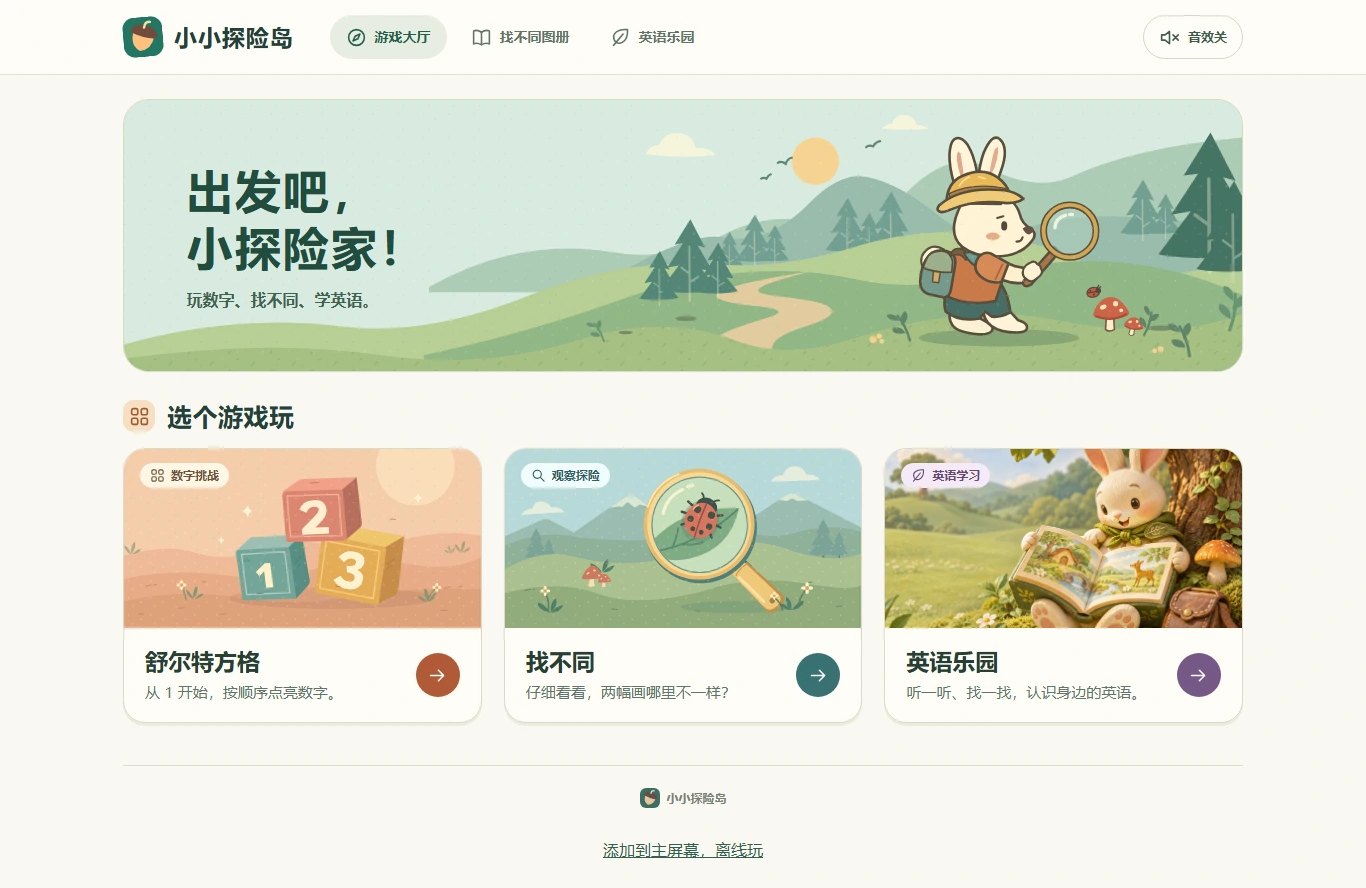 小小探险岛
游戏大厅
找不同图册
英语乐园
音效关
出发吧，
小探险家！
玩数字、找不同、学英语。
选个游戏玩
数字挑战
2
1
3
舒尔特方格
从 1 开始，按顺序点亮数字。
观察探险
找不同
仔细看看，两幅画哪里不一样？
英语学习
英语乐园
听一听、找一找，认识身边的英语。
小小探险岛
添加到主屏幕，离线玩